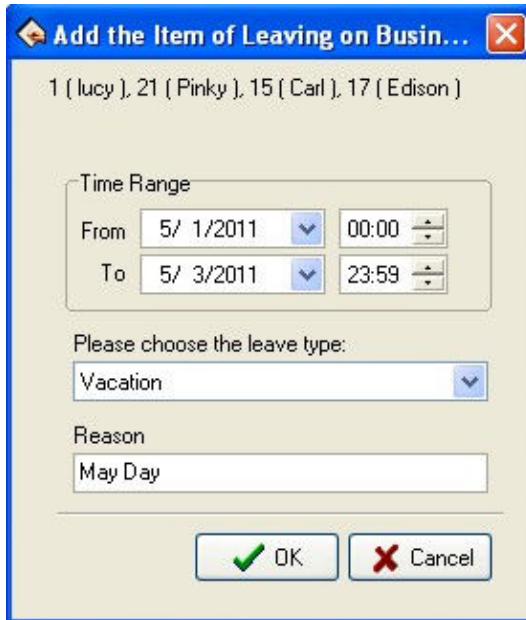 Add the Item of Leaving on Busin...
1 ( lucy ), 21 ( Pinky ), 15 ( Carl ), 17 ( Edison )
Time Range
From 5/ 1/2011 00:00
To 5/ 3/2011 23:59
Please choose the leave type:
Vacation
Reason
May Day
OK Cancel